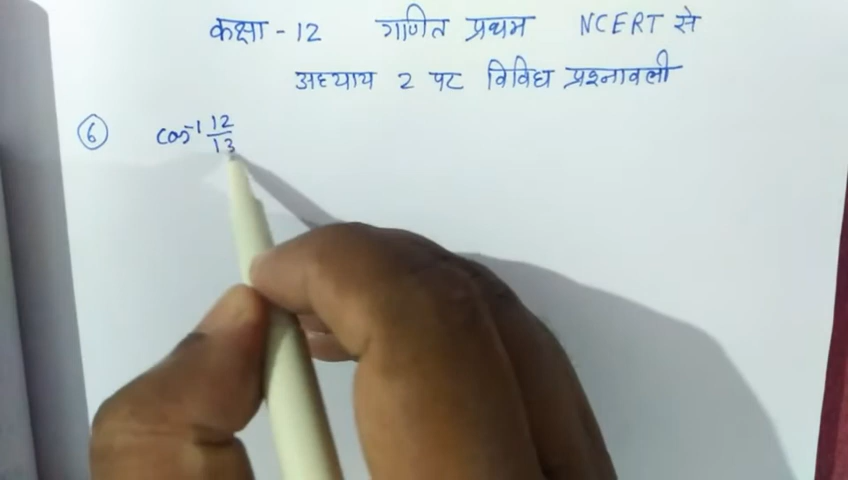 कक्षा - 12 गणित प्रथम NCERT से
अध्याय 2 पर विविध प्रश्नावली
6 cos⁻¹ 12/13